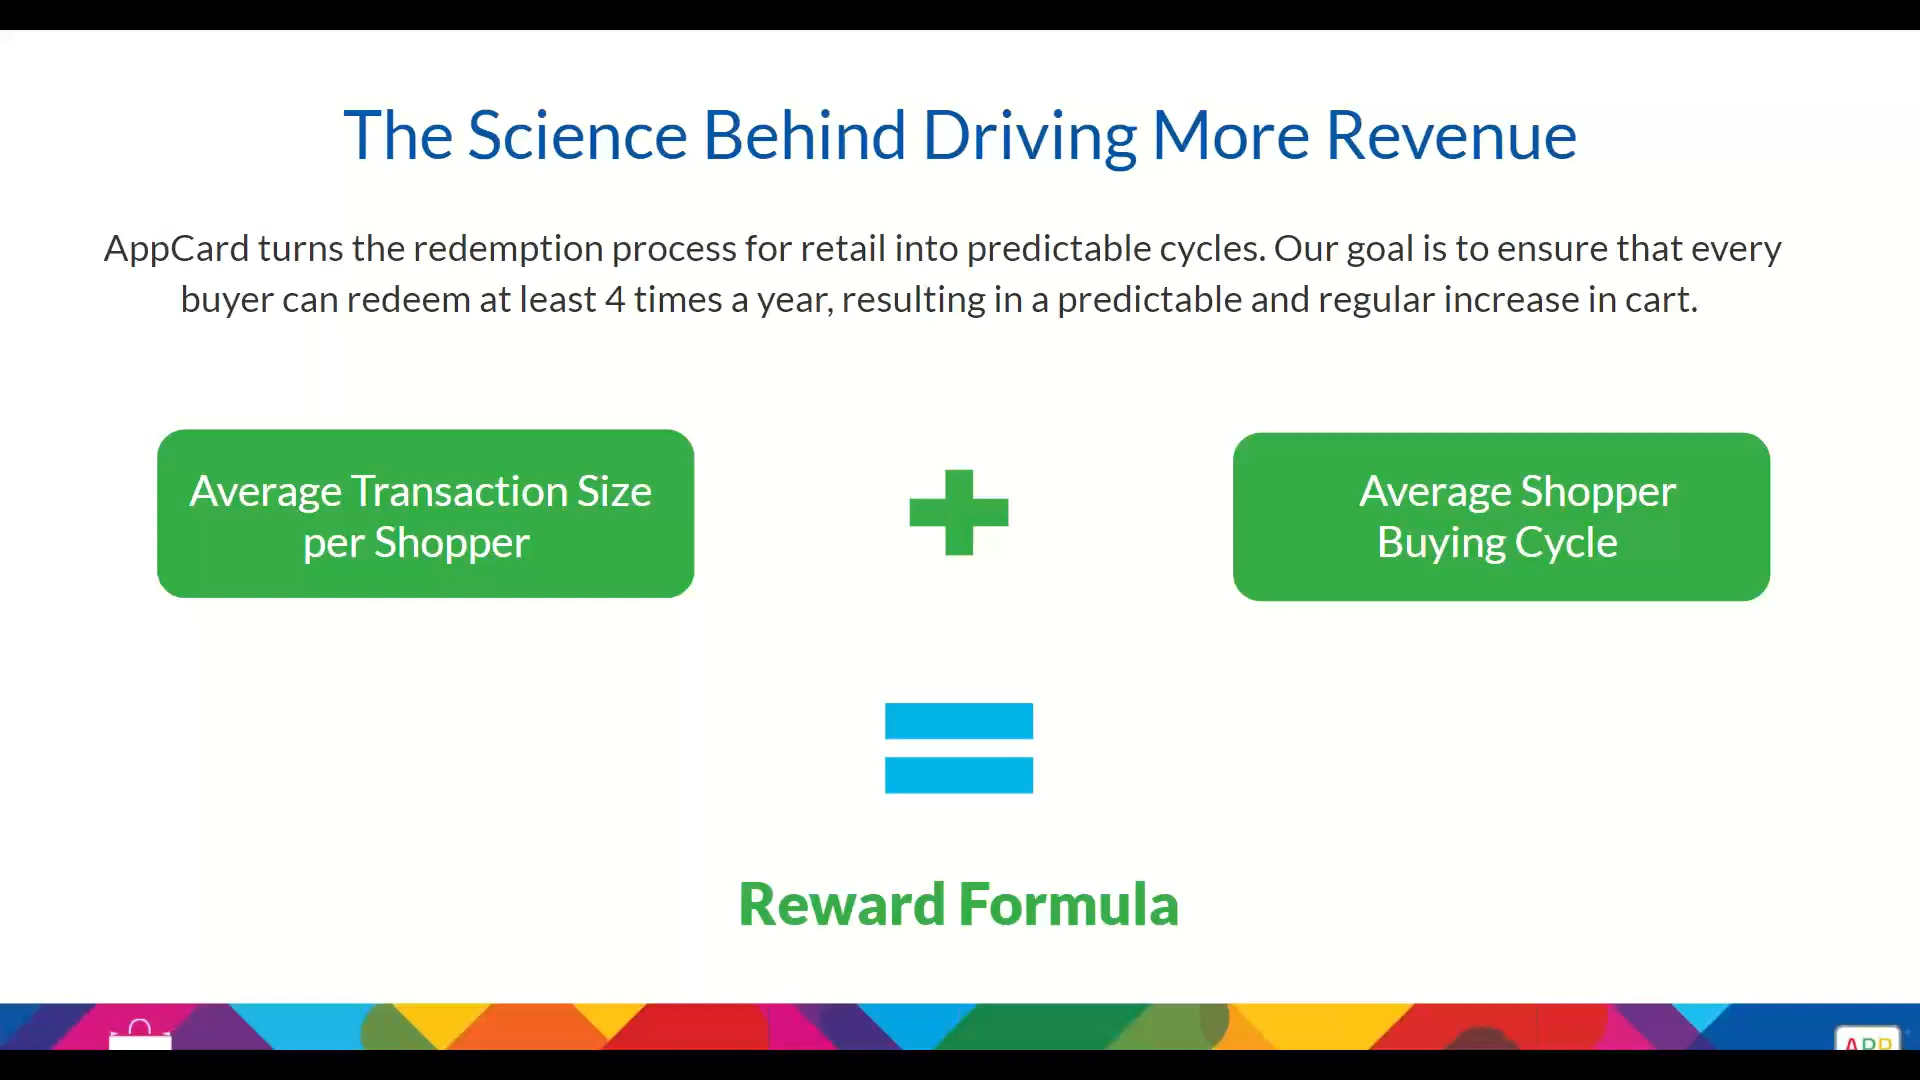 The Science Behind Driving More Revenue
AppCard turns the redemption process for retail into predictable cycles. Our goal is to ensure that every
buyer can redeem at least 4 times a year, resulting in a predictable and regular increase in cart.
Average Transaction Size
per Shopper
Average Shopper
Buying Cycle
Reward Formula
APP